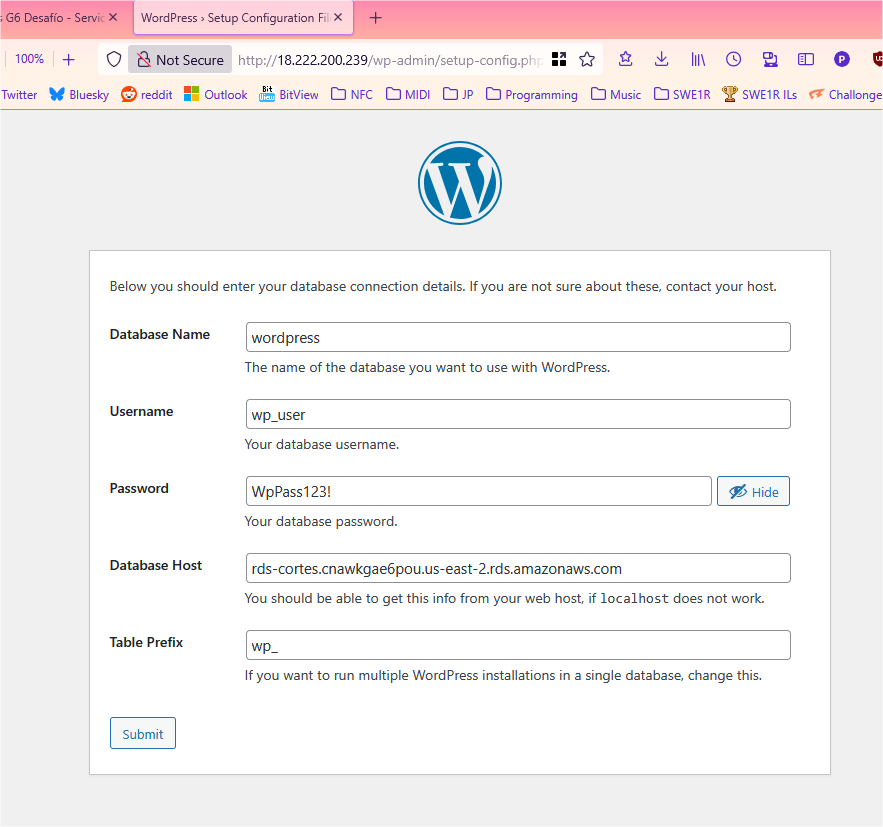 s G6 Desafío - Servic
WordPress › Setup Configuration Fil
100%
Not Secure
http://18.222.200.239/wp-admin/setup-config.php
Twitter
Bluesky
reddit
Outlook
Bit View
BitView
NFC
MIDI
JP
Programming
Music
SWE1R
SWE1R ILs
Challonge
Below you should enter your database connection details. If you are not sure about these, contact your host.
Database Name
wordpress
The name of the database you want to use with WordPress.
Username
wp_user
Your database username.
Password
WpPass123!
Hide
Your database password.
Database Host
rds-cortes.cnawkgae6pou.us-east-2.rds.amazonaws.com
You should be able to get this info from your web host, if localhost does not work.
Table Prefix
wp_
If you want to run multiple WordPress installations in a single database, change this.
Submit